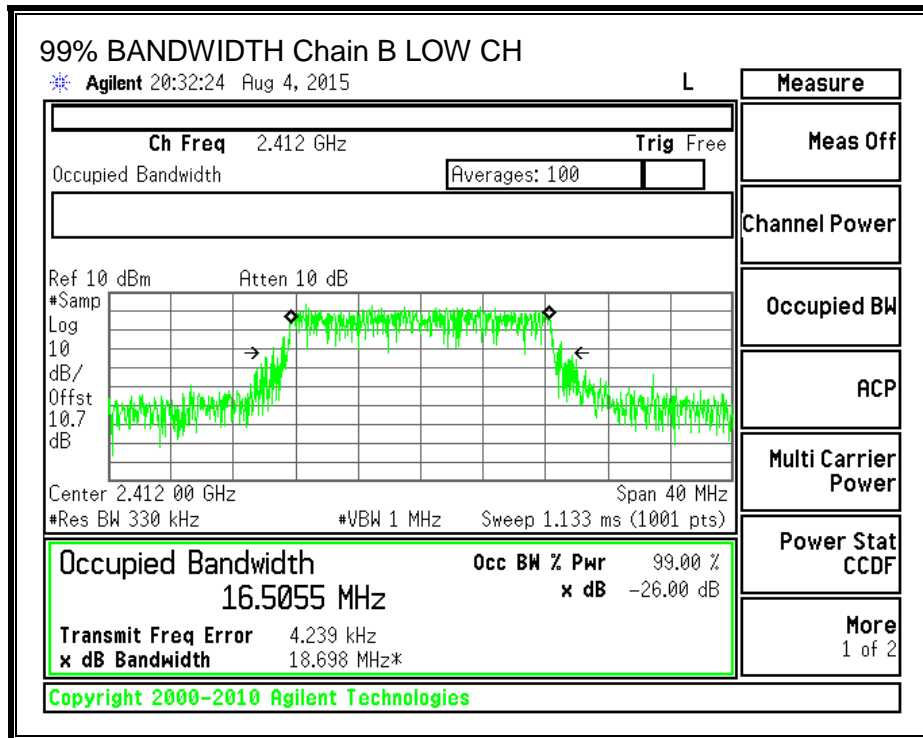 99% BANDWIDTH Chain B LOW CH
Agilent 20:32:24 Aug 4, 2015 L
Measure
Ch Freq 2.412 GHz Trig Free
Meas Off
Occupied Bandwidth Averages: 100
Channel Power
Ref 10 dBm Atten 10 dB
#Samp
Log
10
dB/
Offst
10.7
dB
Occupied BW
ACP
Multi Carrier
Power
Center 2.412 00 GHz Span 40 MHz
#Res BW 330 kHz #VBW 1 MHz Sweep 1.133 ms (1001 pts)
Power Stat
CCDF
Occupied Bandwidth Occ BW % Pwr 99.00 %
16.5055 MHz x dB -26.00 dB
Transmit Freq Error 4.239 kHz
x dB Bandwidth 18.698 MHz*
More
1 of 2
Copyright 2000-2010 Agilent Technologies